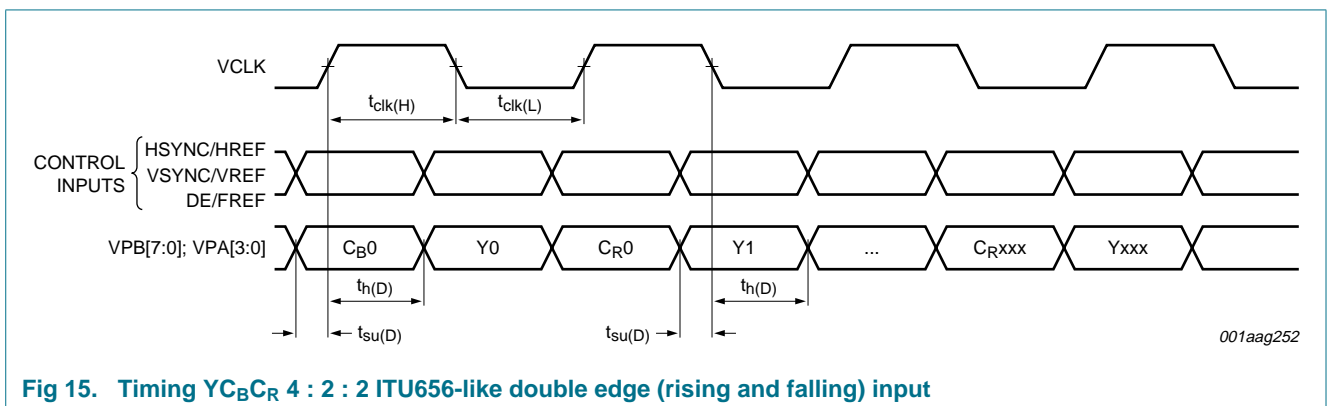 VCLK
tclk(H)
tclk(L)
CONTROL INPUTS
HSYNC/HREF
VSYNC/VREF
DE/FREF
VPB[7:0]; VPA[3:0]
CB0 Y0 CR0 Y1 ... CRxxx Yxxx
th(D) th(D)
tsu(D) tsu(D)
001aag252
Fig 15. Timing YCBCR 4 : 2 : 2 ITU656-like double edge (rising and falling) input